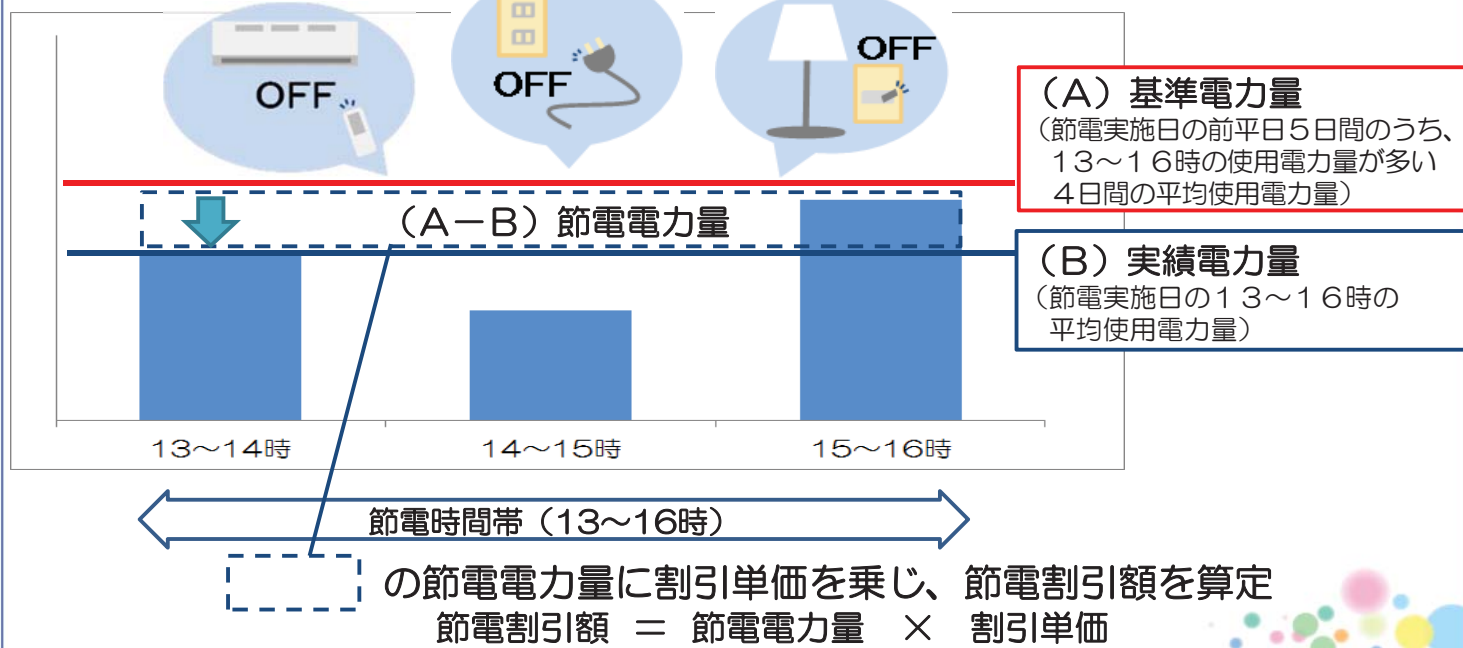 OFF
OFF
OFF
（A）基準電力量
（節電実施日の前平日５日間のうち、
１３～１６時の使用電力量が多い
４日間の平均使用電力量）
（A－B）節電電力量
（B）実績電力量
（節電実施日の１３～１６時の
平均使用電力量）
13～14時
14～15時
15～16時
節電時間帯（13～16時）
の節電電力量に割引単価を乗じ、節電割引額を算定
節電割引額 ＝ 節電電力量 × 割引単価